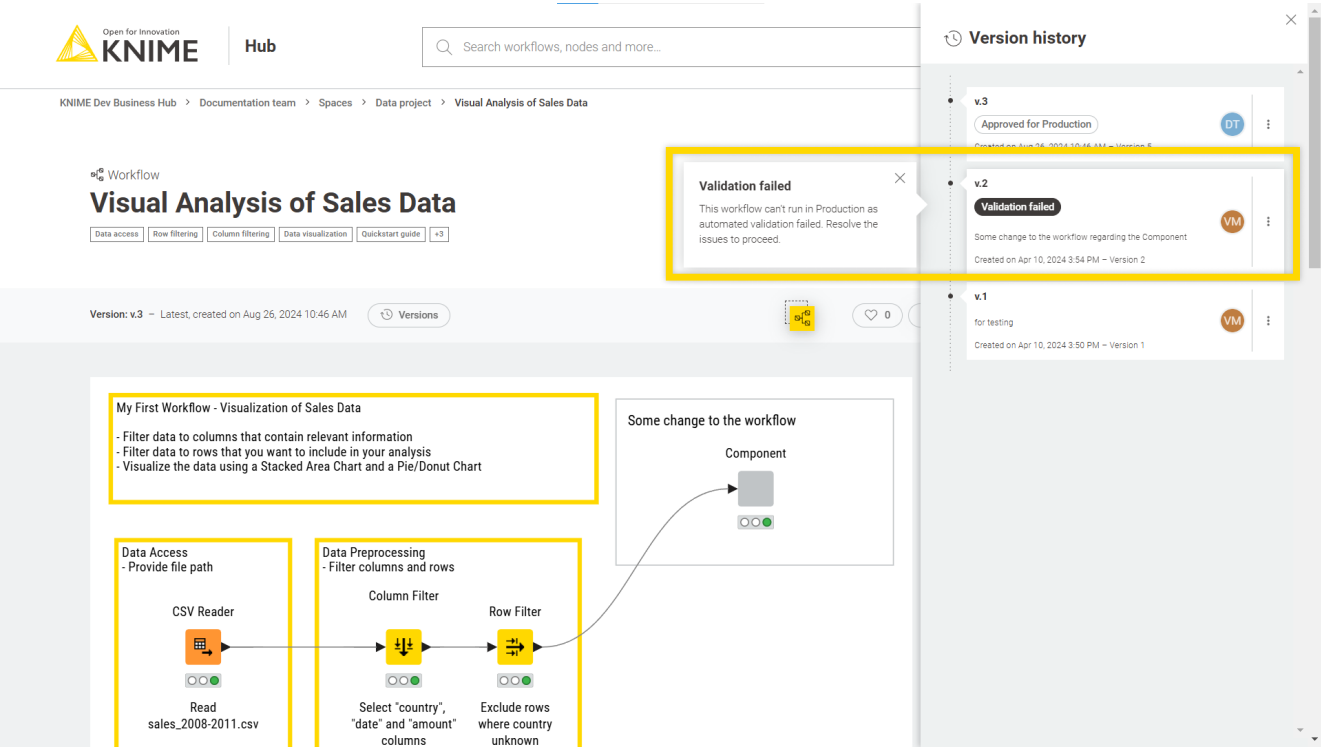 Open for Innovation
KNIME
Hub
Search workflows, nodes and more...
KNIME Dev Business Hub > Documentation team > Spaces > Data project > Visual Analysis of Sales Data
Workflow
Visual Analysis of Sales Data
Data access
Row filtering
Column filtering
Data visualization
Quickstart guide
+3
Version: v.3 – Latest, created on Aug 26, 2024 10:46 AM
Versions
0
Validation failed
This workflow can't run in Production as
automated validation failed. Resolve the
issues to proceed.
Version history
v.3
Approved for Production
DT
Created on Aug 26, 2024 10:46 AM – Version 5
v.2
Validation failed
VM
Some change to the workflow regarding the Component
Created on Apr 10, 2024 3:54 PM – Version 2
v.1
for testing
VM
Created on Apr 10, 2024 3:50 PM – Version 1
My First Workflow - Visualization of Sales Data
- Filter data to columns that contain relevant information
- Filter data to rows that you want to include in your analysis
- Visualize the data using a Stacked Area Chart and a Pie/Donut Chart
Some change to the workflow
Component
Data Access
- Provide file path
CSV Reader
Read
sales_2008-2011.csv
Data Preprocessing
- Filter columns and rows
Column Filter
Select "country",
"date" and "amount"
columns
Row Filter
Exclude rows
where country
unknown